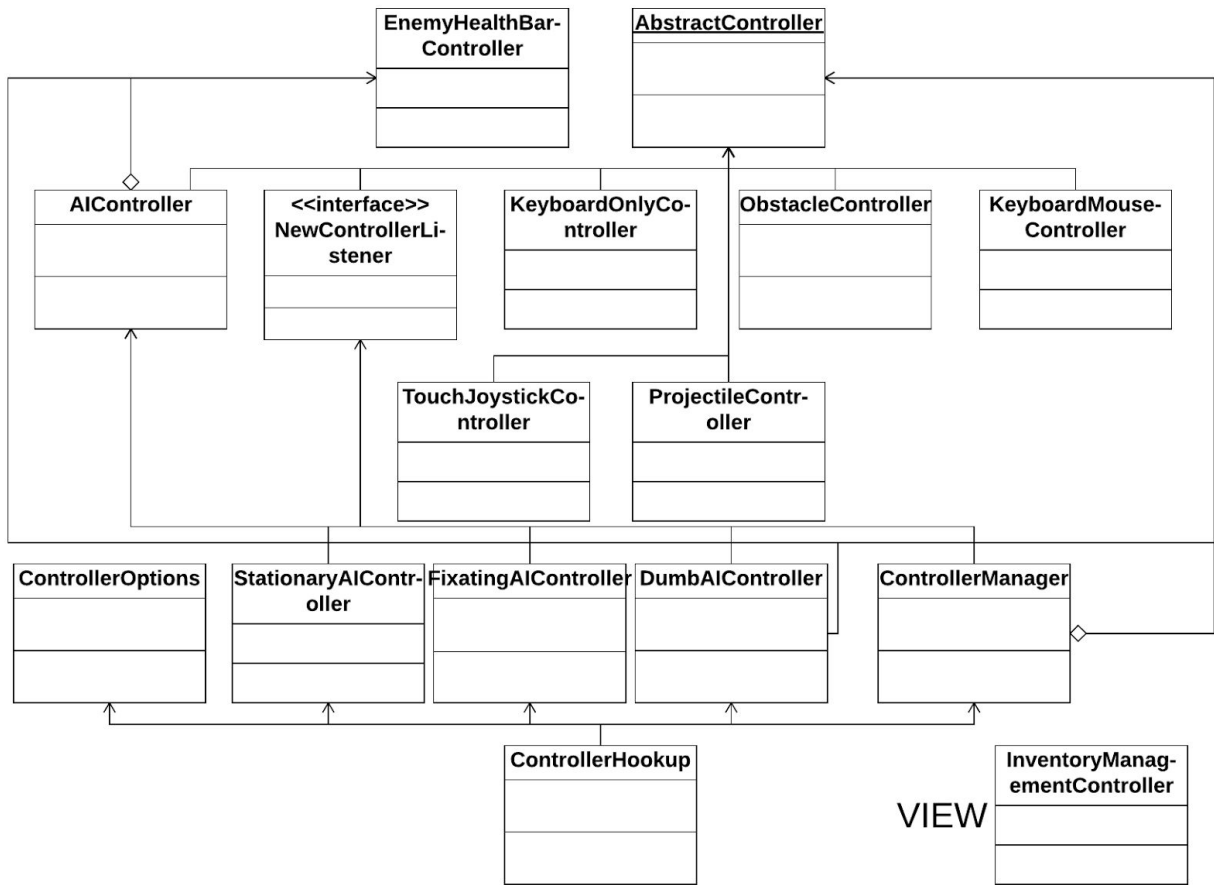 EnemyHealthBar-
Controller
AbstractController
AIController
<<interface>>
NewControllerLi-
stener
KeyboardOnlyCo-
ntroller
ObstacleController
KeyboardMouse-
Controller
TouchJoystickCo-
ntroller
ProjectileContr-
oller
ControllerOptions
StationaryAIContr-
oller
FixatingAIController
DumbAIController
ControllerManager
ControllerHookup
VIEW
InventoryManag-
ementController